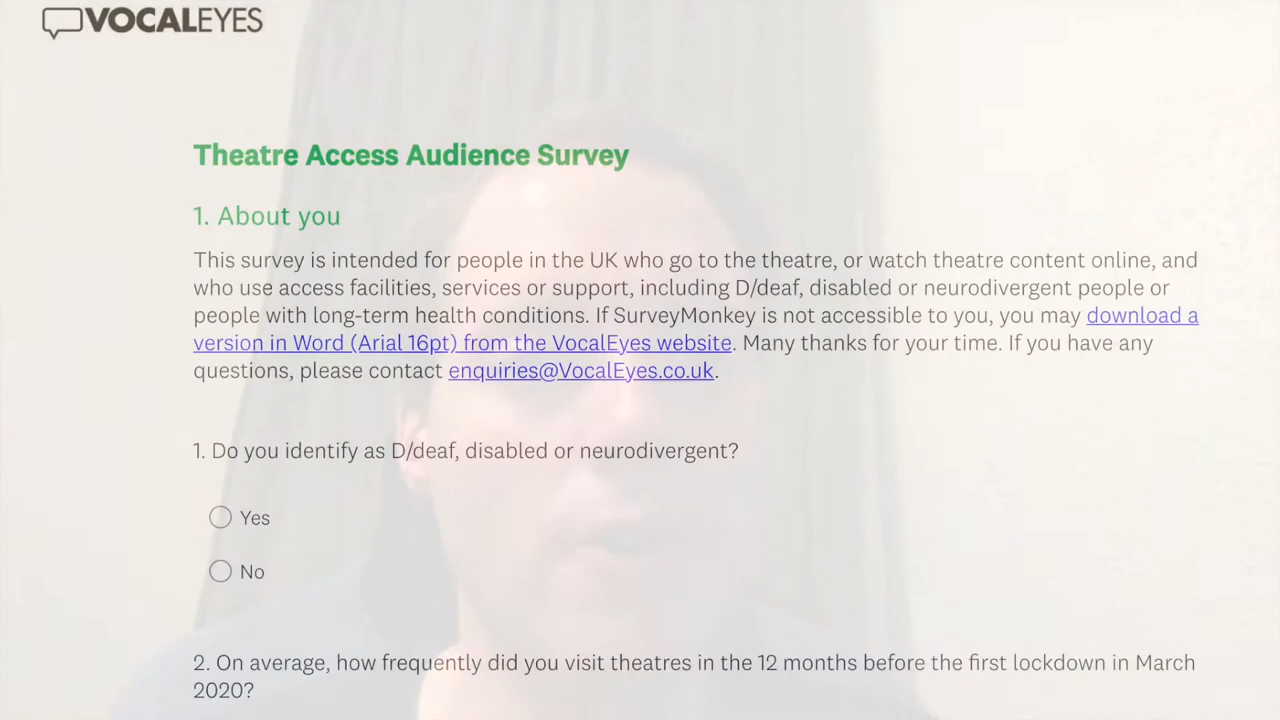 VOCALEYES
Theatre Access Audience Survey
1. About you
This survey is intended for people in the UK who go to the theatre, or watch theatre content online, and
who use access facilities, services or support, including D/deaf, disabled or neurodivergent people or
people with long-term health conditions. If SurveyMonkey is not accessible to you, you may download a
version in Word (Arial 16pt) from the VocalEyes website. Many thanks for your time. If you have any
questions, please contact enquiries@VocalEyes.co.uk.
1. Do you identify as D/deaf, disabled or neurodivergent?
Yes
No
2. On average, how frequently did you visit theatres in the 12 months before the first lockdown in March
2020?